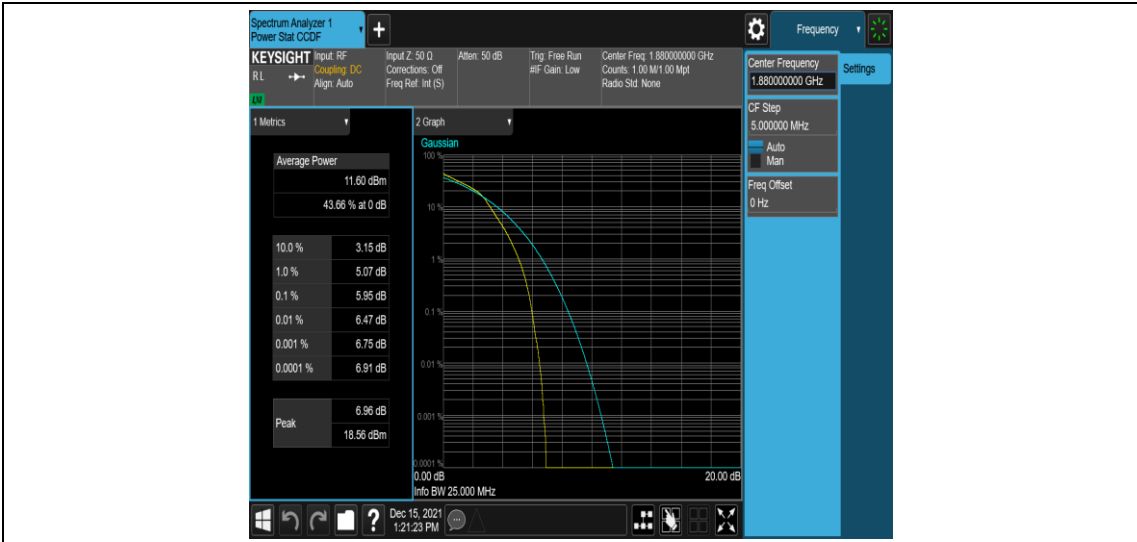 Spectrum Analyzer 1
Power Stat CCDF
+
Frequency
KEYSIGHT
RL
LXI
Input: RF
Coupling: DC
Align: Auto
Input Z: 50 Ω
Corrections: Off
Freq Ref: Int (S)
Atten: 50 dB
Trig: Free Run
#IF Gain: Low
Center Freq: 1.880000000 GHz
Counts: 1.00 M/1.00 Mpt
Radio Std: None
Center Frequency
1.880000000 GHz
Settings
CF Step
5.000000 MHz
Auto
Man
Freq Offset
0 Hz
1 Metrics
Average Power
11.60 dBm
43.66 % at 0 dB
10.0 % 3.15 dB
1.0 % 5.07 dB
0.1 % 5.95 dB
0.01 % 6.47 dB
0.001 % 6.75 dB
0.0001 % 6.91 dB
Peak
6.96 dB
18.56 dBm
2 Graph
Gaussian
100 %
10 %
1 %
0.1 %
0.01 %
0.001 %
0.0001 %
0.00 dB
20.00 dB
Info BW 25.000 MHz
?
Dec 15, 2021
1:21:23 PM